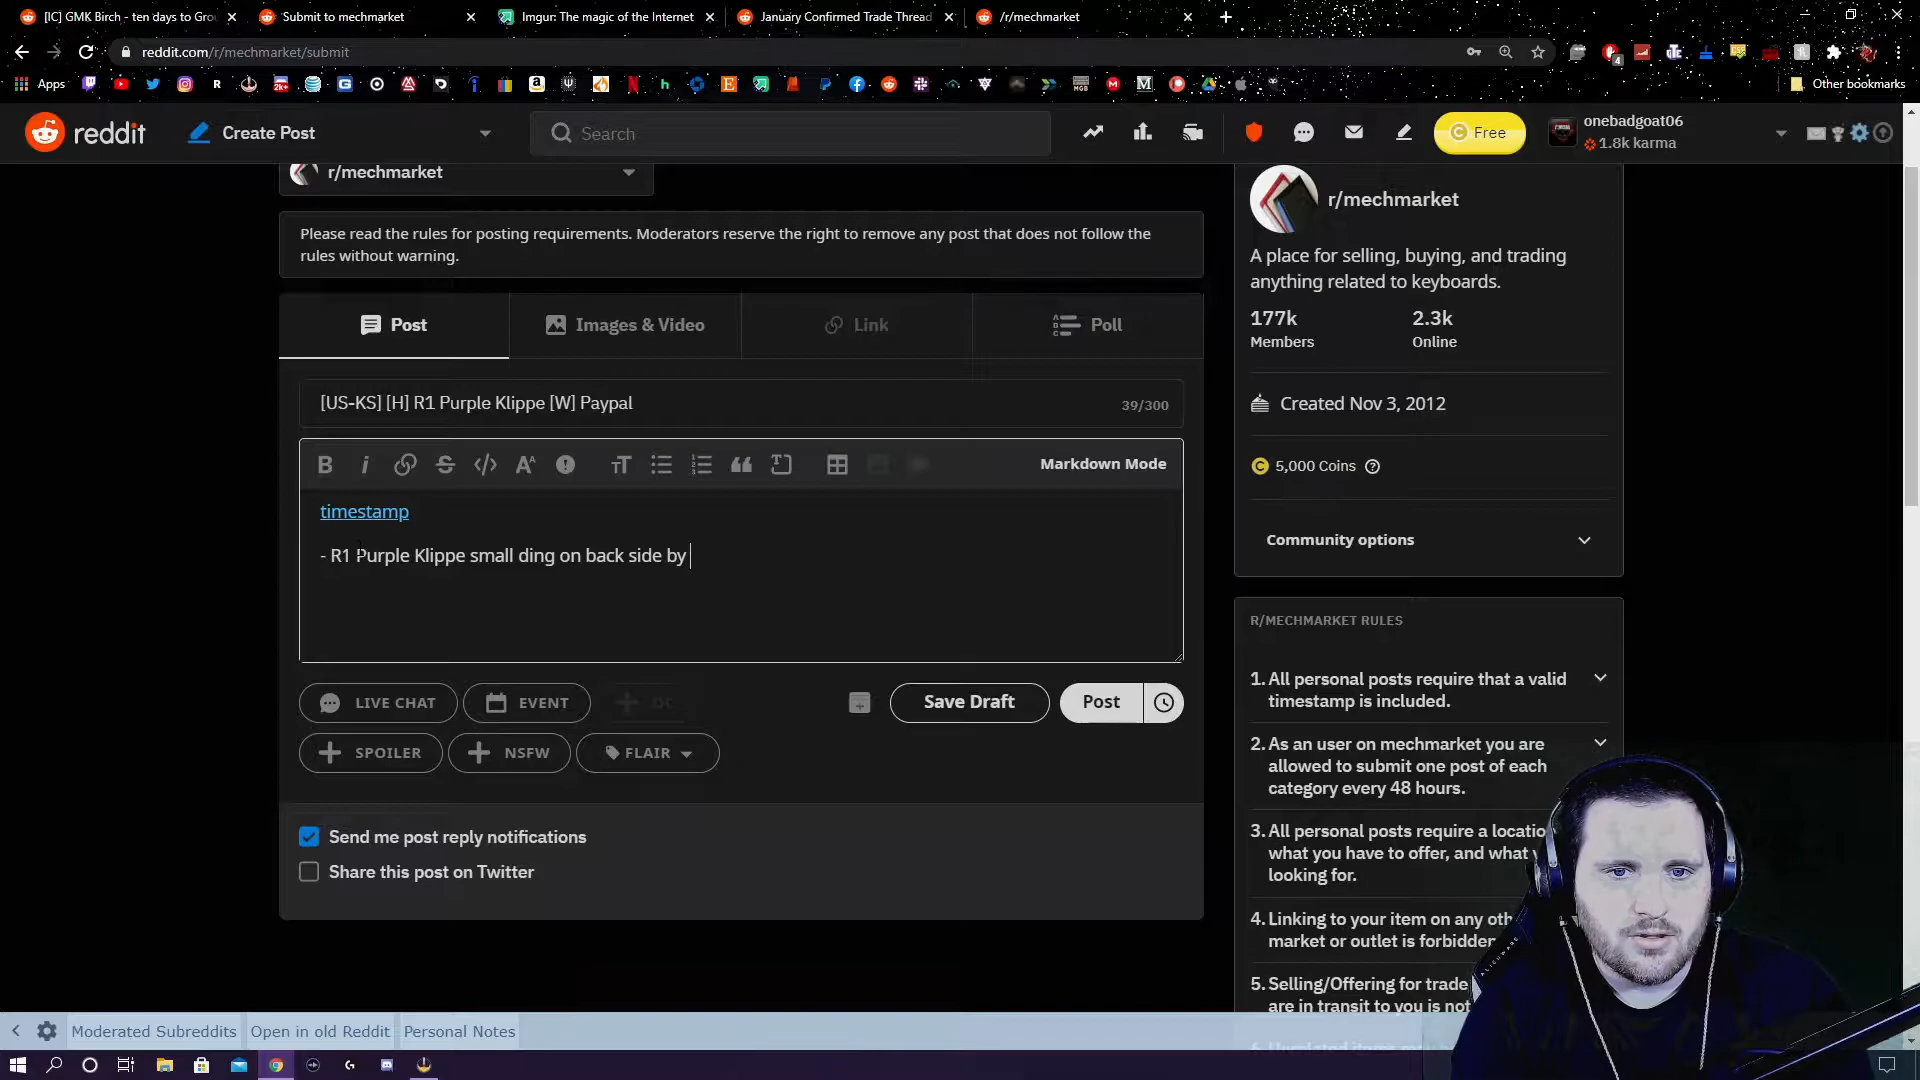 [IC] GMK Birch - ten days to Grou
Submit to mechmarket
Imgur: The magic of the Internet
January Confirmed Trade Thread
/r/mechmarket
reddit.com/r/mechmarket/submit
Apps
Other bookmarks
reddit
Create Post
Search
Free
onebadgoat06
1.8k karma
r/mechmarket
Please read the rules for posting requirements. Moderators reserve the right to remove any post that does not follow the
rules without warning.
Post
Images & Video
Link
Poll
[US-KS] [H] R1 Purple Klippe [W] Paypal
39/300
Markdown Mode
timestamp
- R1 Purple Klippe small ding on back side by
LIVE CHAT
EVENT
OC
Save Draft
Post
SPOILER
NSFW
FLAIR
Send me post reply notifications
Share this post on Twitter
r/mechmarket
A place for selling, buying, and trading
anything related to keyboards.
177k
2.3k
Members
Online
Created Nov 3, 2012
5,000 Coins
Community options
R/MECHMARKET RULES
1. All personal posts require that a valid
timestamp is included.
2. As an user on mechmarket you are
allowed to submit one post of each
category every 48 hours.
3. All personal posts require a locatio
what you have to offer, and what
looking for.
4. Linking to your item on any oth
market or outlet is forbidden
5. Selling/Offering for trade
are in transit to you is not
Moderated Subreddits
Open in old Reddit
Personal Notes
ALIENWARE